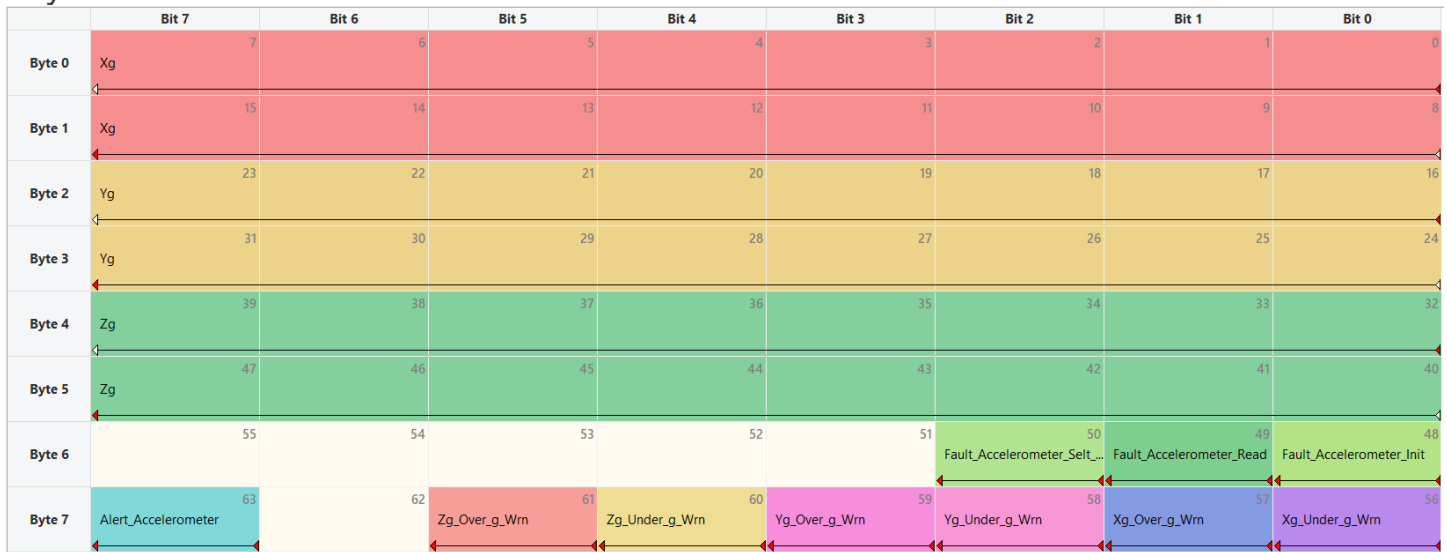 Bit 7 Bit 6 Bit 5 Bit 4 Bit 3 Bit 2 Bit 1 Bit 0
7 6 5 4 3 2 1 0
Byte 0 Xg
15 14 13 12 11 10 9 8
Byte 1 Xg
23 22 21 20 19 18 17 16
Byte 2 Yg
31 30 29 28 27 26 25 24
Byte 3 Yg
39 38 37 36 35 34 33 32
Byte 4 Zg
47 46 45 44 43 42 41 40
Byte 5 Zg
55 54 53 52 51 50 49 48
Byte 6 Fault_Accelerometer_Selt_... Fault_Accelerometer_Read Fault_Accelerometer_Init
63 62 61 60 59 58 57 56
Byte 7 Alert_Accelerometer Zg_Over_g_Wrn Zg_Under_g_Wrn Yg_Over_g_Wrn Yg_Under_g_Wrn Xg_Over_g_Wrn Xg_Under_g_Wrn